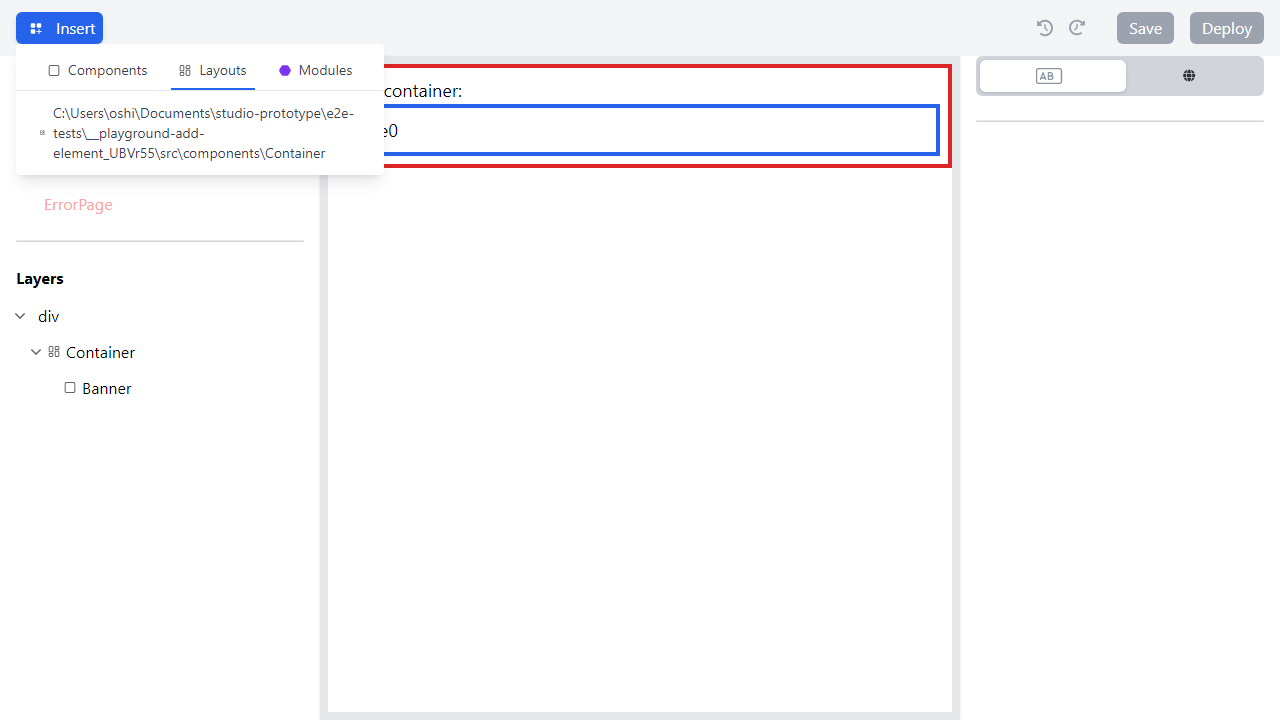 Insert
Save
Deploy
Components
Layouts
Modules
C:\Users\oshi\Documents\studio-prototype\e2e-
tests\__playground-add-
element_UBVr55\src\components\Container
ErrorPage
Layers
div
Container
Banner
container:
AB